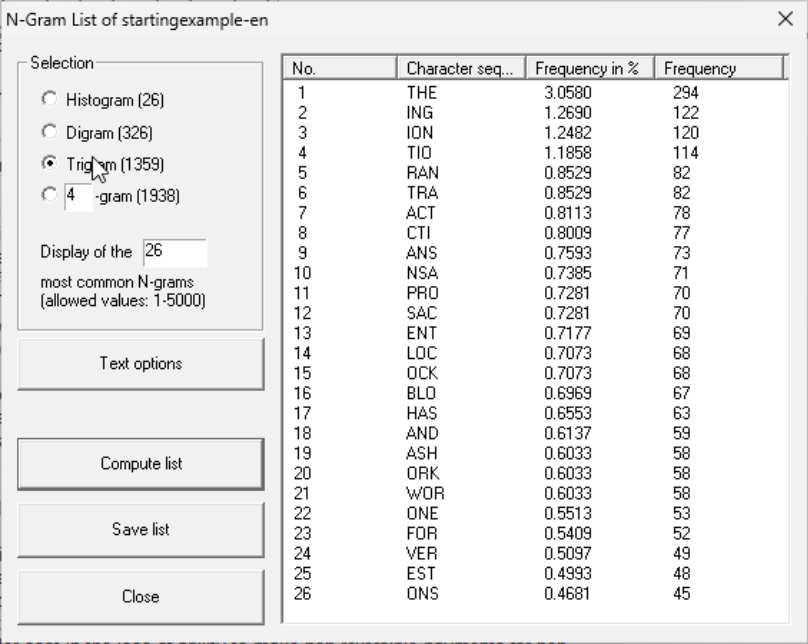 N-Gram List of startingexample-en
Selection
Histogram (26)
Digram (326)
Trigram (1359)
4 -gram (1938)
Display of the 26
most common N-grams
(allowed values: 1-5000)
Text options
Compute list
Save list
Close
No. Character seq... Frequency in % Frequency
1 THE 3.0580 294
2 ING 1.2690 122
3 ION 1.2482 120
4 TIO 1.1858 114
5 RAN 0.8529 82
6 TRA 0.8529 82
7 ACT 0.8113 78
8 CTI 0.8009 77
9 ANS 0.7593 73
10 NSA 0.7385 71
11 PRO 0.7281 70
12 SAC 0.7281 70
13 ENT 0.7177 69
14 LOC 0.7073 68
15 OCK 0.7073 68
16 BLO 0.6969 67
17 HAS 0.6553 63
18 AND 0.6137 59
19 ASH 0.6033 58
20 ORK 0.6033 58
21 WOR 0.6033 58
22 ONE 0.5513 53
23 FOR 0.5409 52
24 VER 0.5097 49
25 EST 0.4993 48
26 ONS 0.4681 45